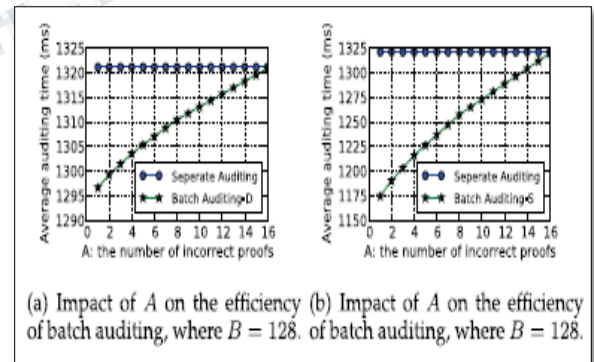 Average auditing time (ms)
1325
1320
1315
1310
1305
1300
1295
1290
0 2 4 6 8 10 12 14 16
A: the number of incorrect proofs
Seperate Auditing
Batch Auditing-D
Average auditing time (ms)
1325
1300
1275
1250
1225
1200
1175
1150
0 2 4 6 8 10 12 14 16
A: the number of incorrect proofs
Seperate Auditing
Batch Auditing-S
(a) Impact of A on the efficiency
of batch auditing, where B = 128.
(b) Impact of A on the efficiency
of batch auditing, where B = 128.